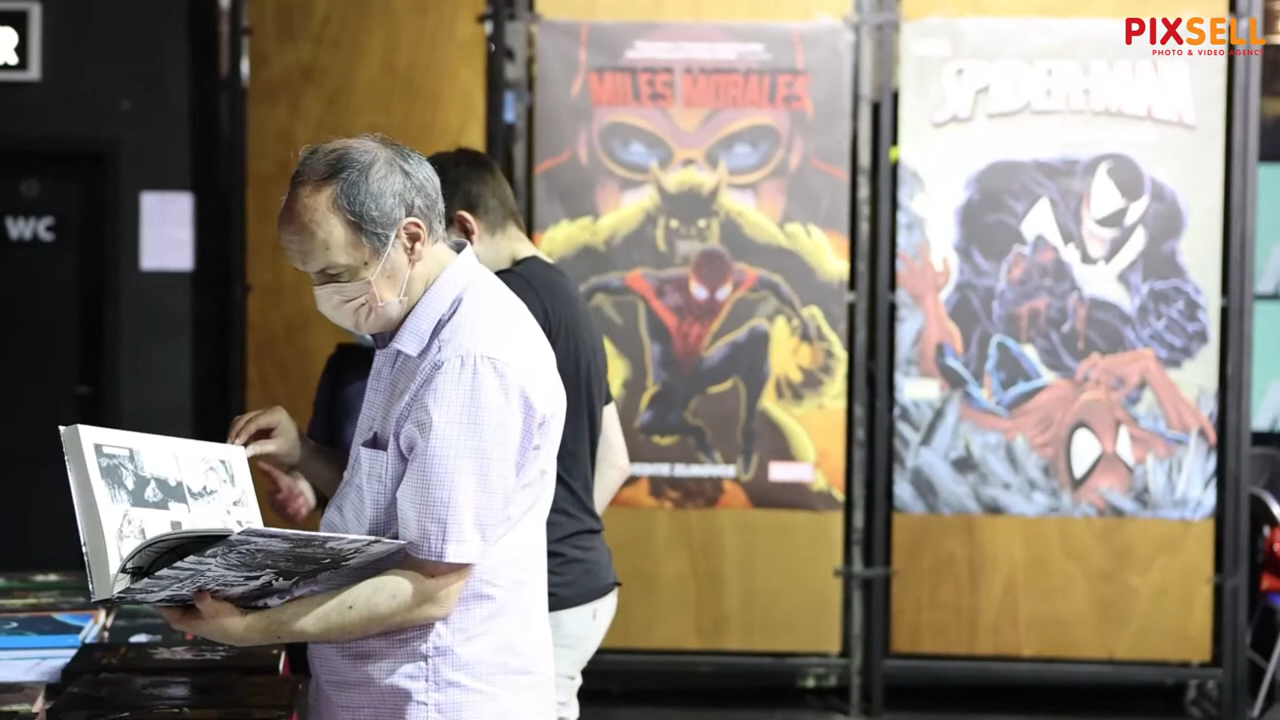 R
PIXSELL
PHOTO & VIDEO AGENCY
MILES MORALES
SPIDER-MAN
WC